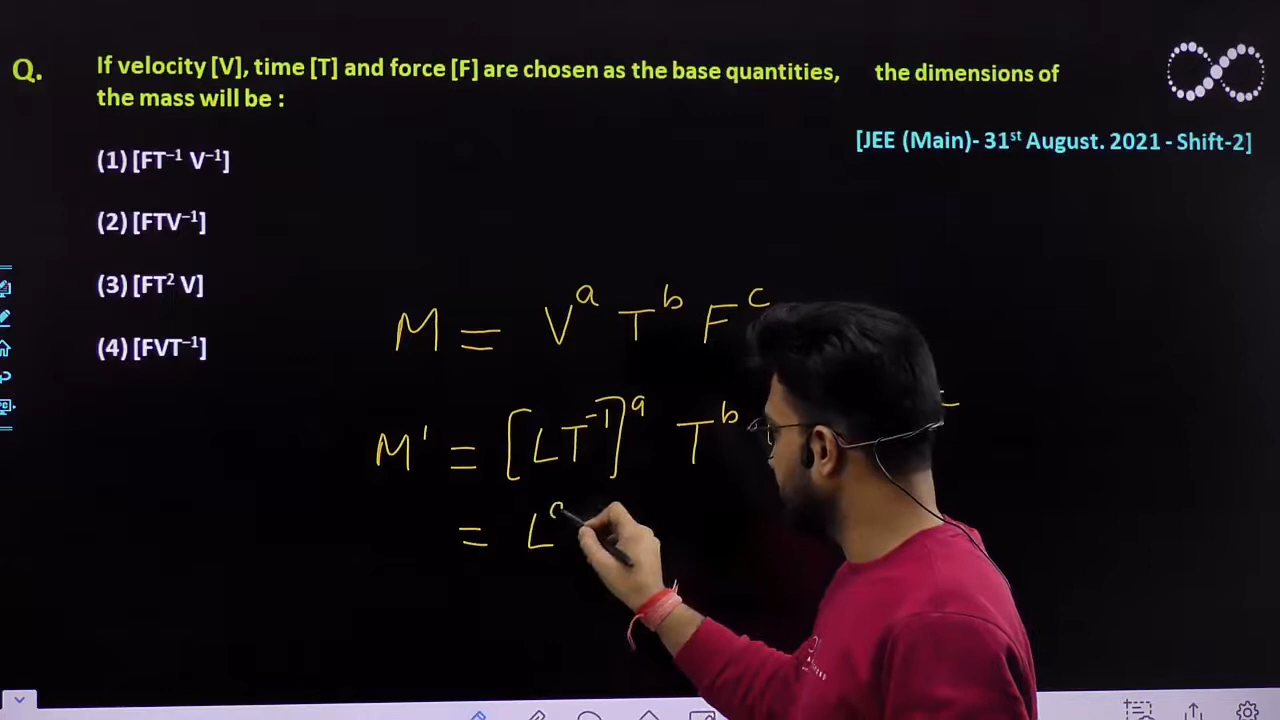 Q. If velocity [V], time [T] and force [F] are chosen as the base quantities, the dimensions of
the mass will be :
[JEE (Main)- 31ˢᵗ August. 2021 - Shift-2]
(1) [FT⁻¹ V⁻¹]
(2) [FTV⁻¹]
(3) [FT² V]
(4) [FVT⁻¹]
M = Vᵃ Tᵇ Fᶜ
M¹ = [LT⁻¹]ᵃ Tᵇ
= Lᵃ